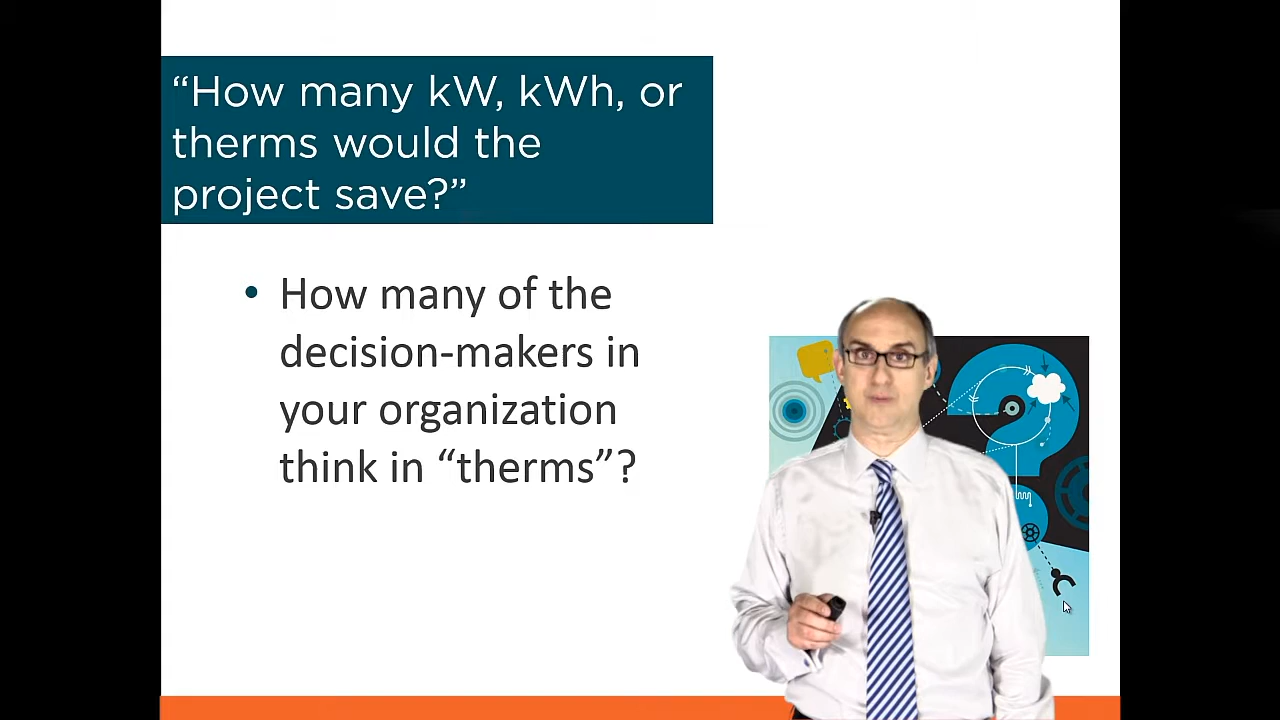 “How many kW, kWh, or
therms would the
project save?”
• How many of the
decision-makers in
your organization
think in “therms”?